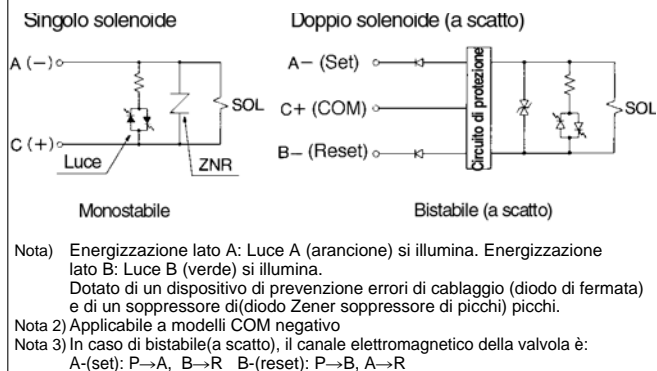 Singolo solenoide
Doppio solenoide (a scatto)
A (−)
C (+)
Luce
ZNR
SOL
Monostabile
A− (Set)
C+ (COM)
B− (Reset)
Circuito di protezione
SOL
Bistabile (a scatto)
Nota) Energizzazione lato A: Luce A (arancione) si illumina. Energizzazione
lato B: Luce B (verde) si illumina.
Dotato di un dispositivo di prevenzione errori di cablaggio (diodo di fermata)
e di un soppressore di(diodo Zener soppressore di picchi) picchi.
Nota 2) Applicabile a modelli COM negativo
Nota 3) In caso di bistabile(a scatto), il canale elettromagnetico della valvola è:
A-(set): P→A, B→R B-(reset): P→B, A→R